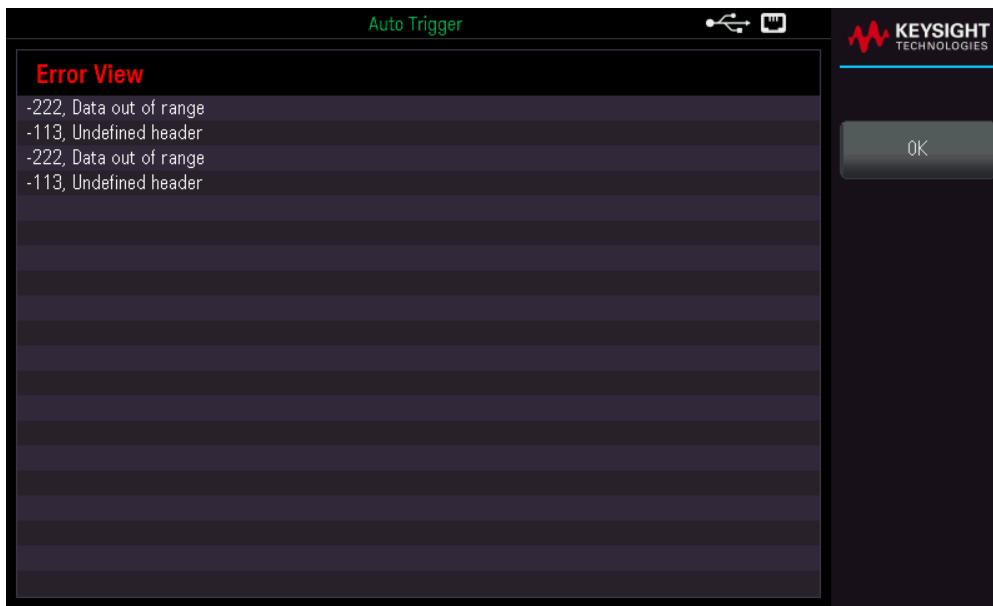 Auto Trigger
KEYSIGHT
TECHNOLOGIES
Error View
-222, Data out of range
-113, Undefined header
-222, Data out of range
-113, Undefined header
OK